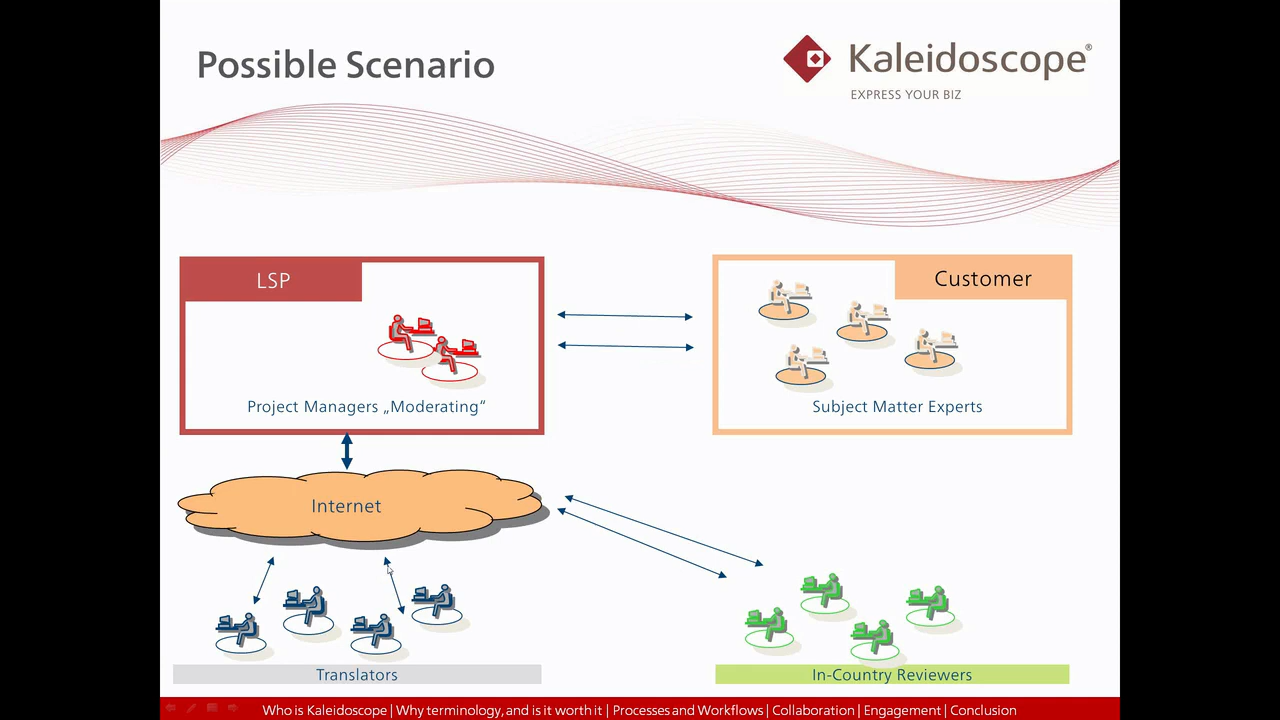 Possible Scenario
Kaleidoscope®
EXPRESS YOUR BIZ
LSP
Customer
Project Managers „Moderating“
Subject Matter Experts
Internet
Translators
In-Country Reviewers
Who is Kaleidoscope | Why terminology, and is it worth it | Processes and Workflows | Collaboration | Engagement | Conclusion